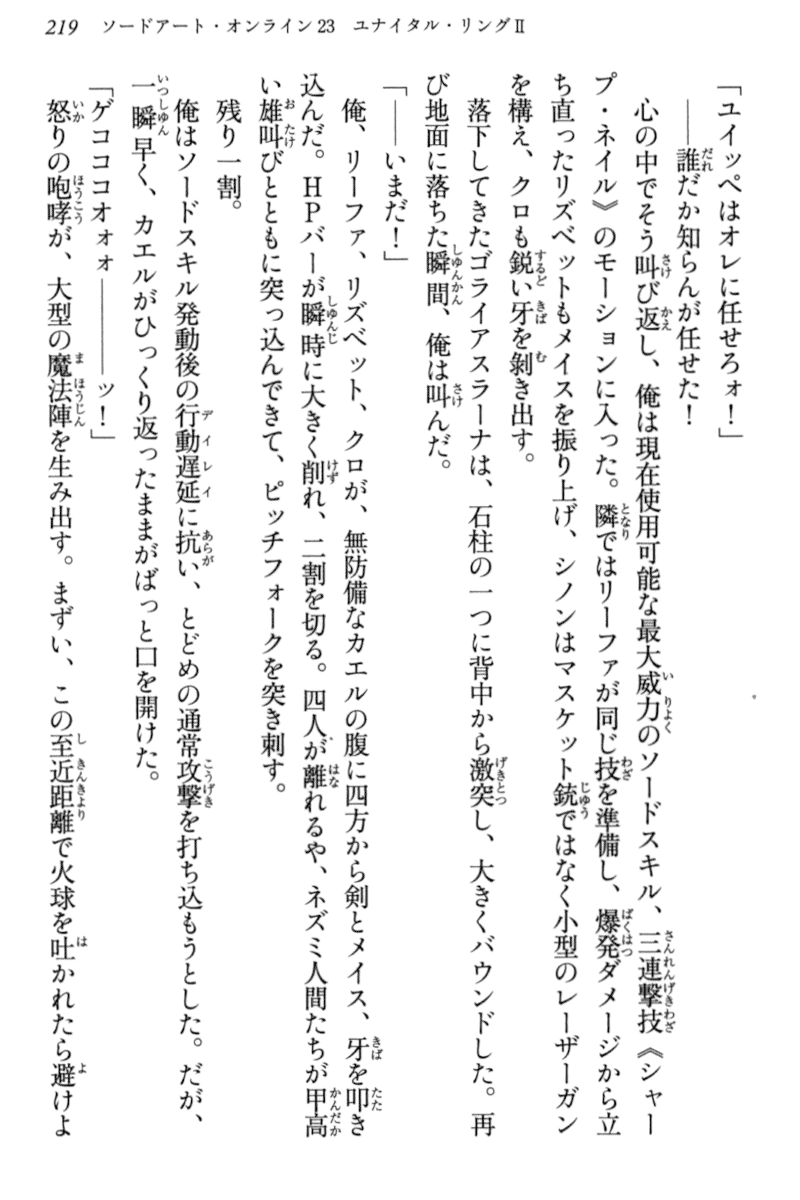 219 ソードアート・オンライン23 ユナイタル・リングⅡ
「ユイッペはオレに任せろォ！」
――誰だか知らんが任せた！
心の中でそう叫び返し、俺は現在使用可能な最大威力のソードスキル、三連撃技《シャー
プ・ネイル》のモーションに入った。隣ではリーファが同じ技を準備し、爆発ダメージから立
ち直ったリズベットもメイスを振り上げ、シノンはマスケット銃ではなく小型のレーザーガン
を構え、クロも鋭い牙を剝き出す。
落下してきたゴライアスラーナは、石柱の一つに背中から激突し、大きくバウンドした。再
び地面に落ちた瞬間、俺は叫んだ。
「――いまだ！」
俺、リーファ、リズベット、クロが、無防備なカエルの腹に四方から剣とメイス、牙を叩き
込んだ。ＨＰバーが瞬時に大きく削れ、二割を切る。四人が離れるや、ネズミ人間たちが甲高
い雄叫びとともに突っ込んできて、ピッチフォークを突き刺す。
残り一割。
俺はソードスキル発動後の行動遅延に抗い、とどめの通常攻撃を打ち込もうとした。だが、
一瞬早く、カエルがひっくり返ったままがばっと口を開けた。
「ゲコココオォォ――――ッ！」
怒りの咆哮が、大型の魔法陣を生み出す。まずい、この至近距離で火球を吐かれたら避けよ